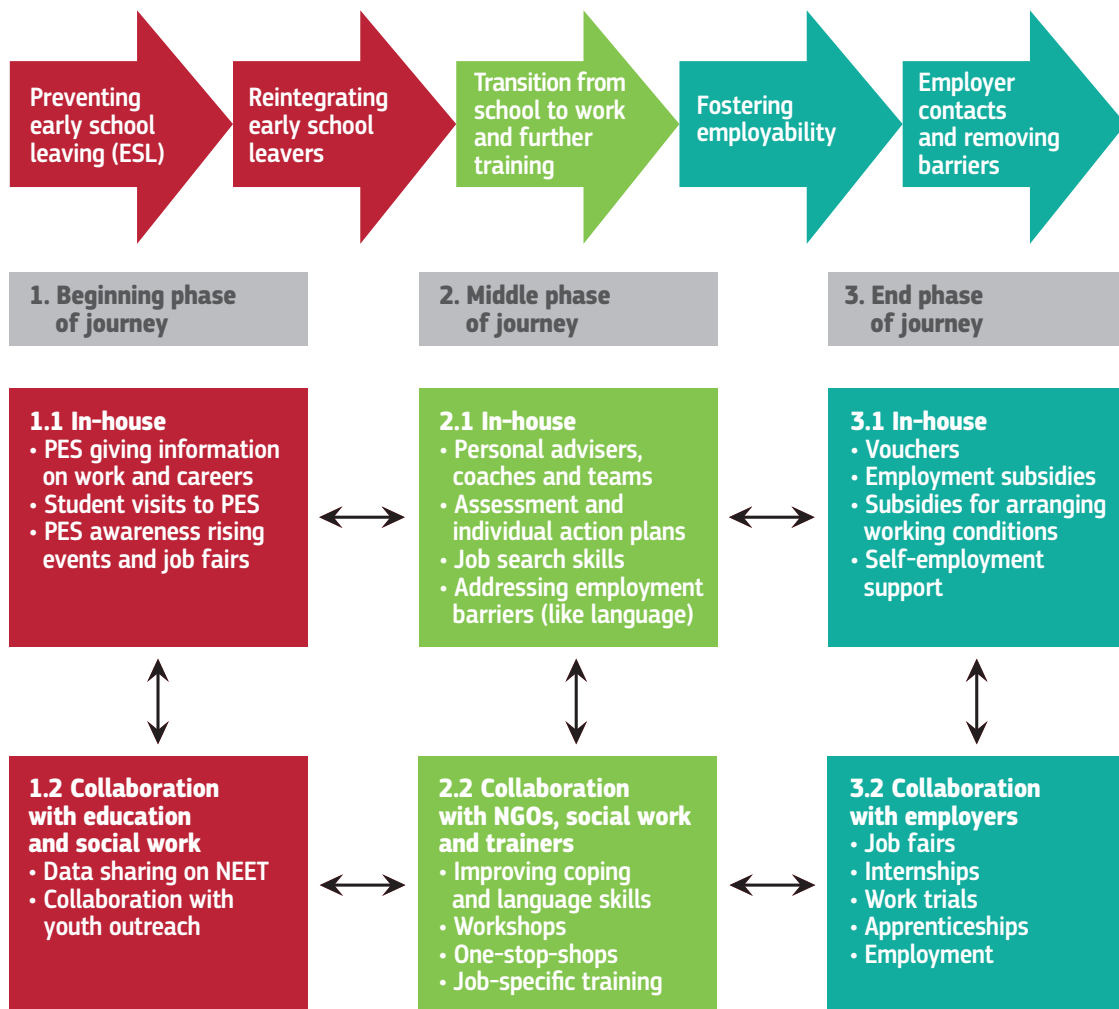 Preventing
early school
leaving (ESL)
Reintegrating
early school
leavers
Transition from
school to work
and further
training
Fostering
employability
Employer
contacts
and removing
barriers
1. Beginning phase
of journey
2. Middle phase
of journey
3. End phase
of journey
1.1 In-house
• PES giving information
on work and careers
• Student visits to PES
• PES awareness rising
events and job fairs
2.1 In-house
• Personal advisers,
coaches and teams
• Assessment and
individual action plans
• Job search skills
• Addressing employment
barriers (like language)
3.1 In-house
• Vouchers
• Employment subsidies
• Subsidies for arranging
working conditions
• Self-employment
support
1.2 Collaboration
with education
and social work
• Data sharing on NEET
• Collaboration with
youth outreach
2.2 Collaboration
with NGOs, social work
and trainers
• Improving coping
and language skills
• Workshops
• One-stop-shops
• Job-specific training
3.2 Collaboration
with employers
• Job fairs
• Internships
• Work trials
• Apprenticeships
• Employment